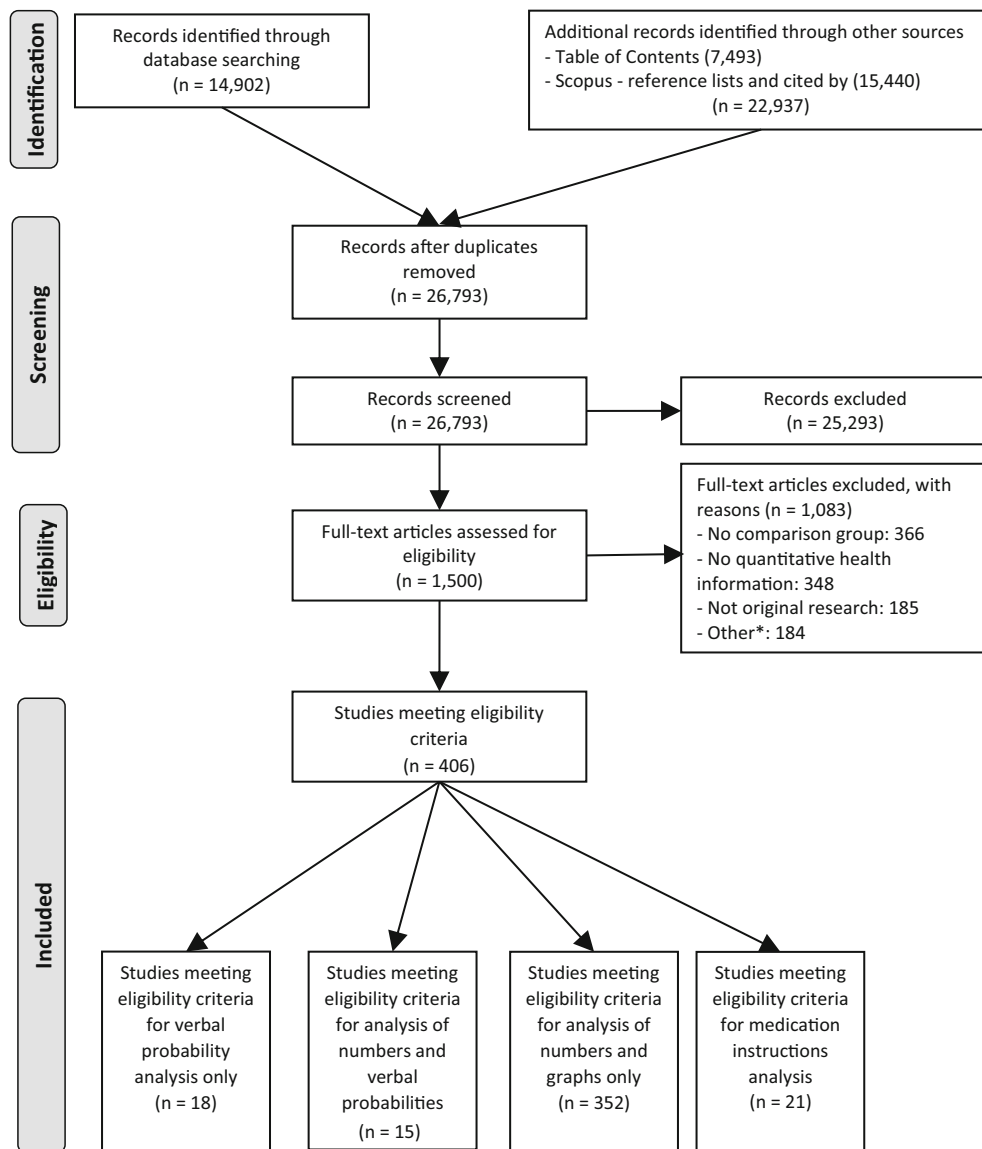 Identification
Records identified through
database searching
(n = 14,902)
Additional records identified through other sources
- Table of Contents (7,493)
- Scopus - reference lists and cited by (15,440)
(n = 22,937)
Screening
Records after duplicates
removed
(n = 26,793)
Records screened
(n = 26,793)
Records excluded
(n = 25,293)
Eligibility
Full-text articles assessed for
eligibility
(n = 1,500)
Full-text articles excluded, with
reasons (n = 1,083)
- No comparison group: 366
- No quantitative health
information: 348
- Not original research: 185
- Other*: 184
Included
Studies meeting eligibility
criteria
(n = 406)
Studies meeting
eligibility criteria
for verbal
probability
analysis only
(n = 18)
Studies meeting
eligibility criteria
for analysis of
numbers and
verbal
probabilities
(n = 15)
Studies meeting
eligibility criteria
for analysis of
numbers and
graphs only
(n = 352)
Studies meeting
eligibility criteria
for medication
instructions
analysis
(n = 21)